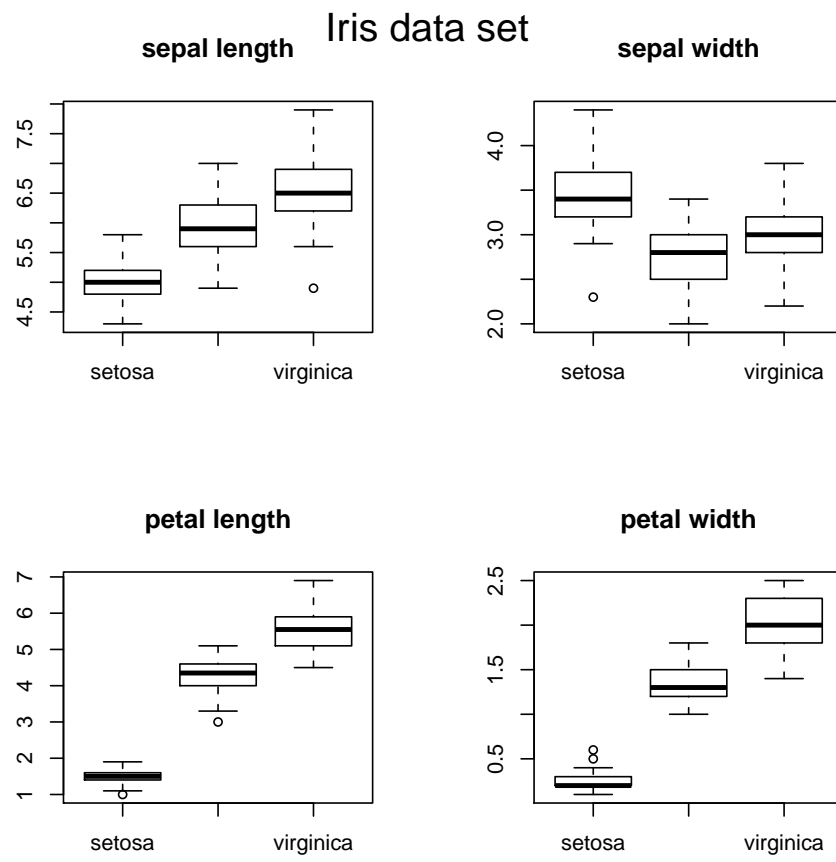 Iris data set
sepal length
4.5 5.5 6.5 7.5
setosa virginica
sepal width
2.0 3.0 4.0
setosa virginica
petal length
1 2 3 4 5 6 7
setosa virginica
petal width
0.5 1.5 2.5
setosa virginica